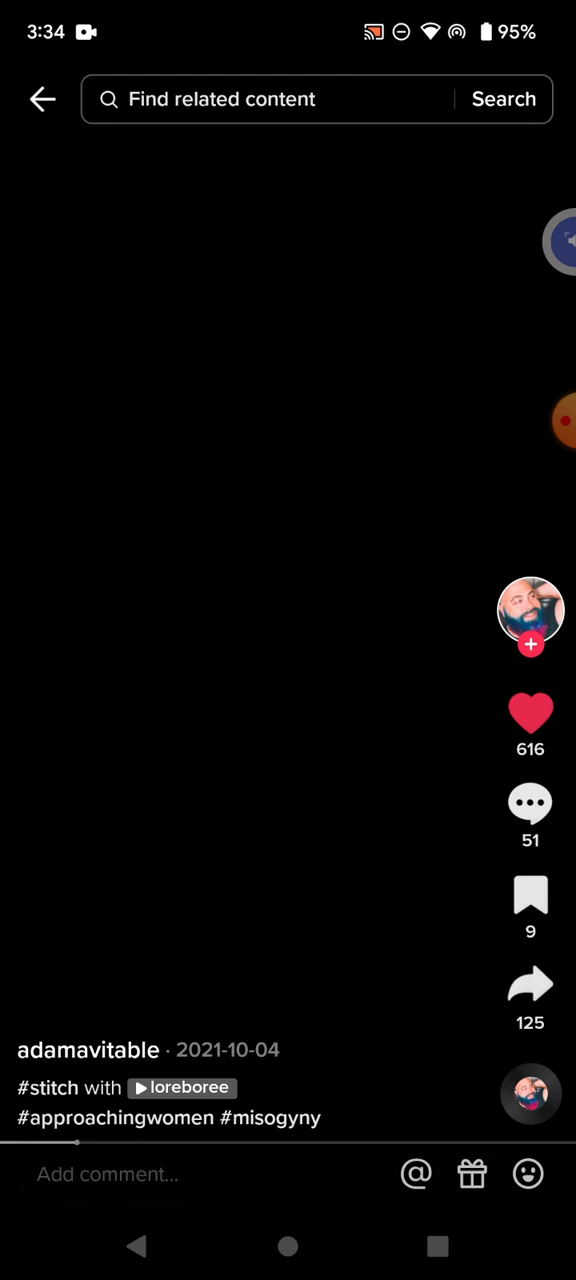 3:34
95%
Find related content
Search
616
51
9
125
adamavitable · 2021-10-04
#stitch with loreboree
#approachingwomen #misogyny
Add comment...